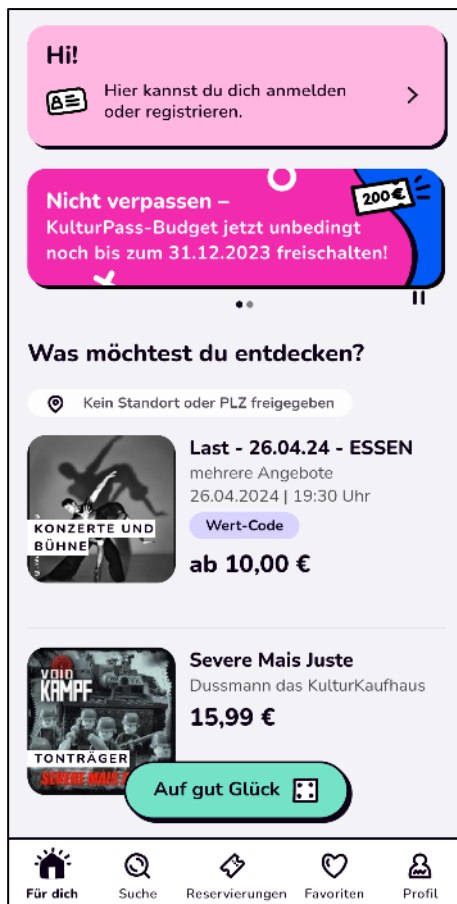 Hi!
Hier kannst du dich anmelden
oder registrieren.
Nicht verpassen –
KulturPass-Budget jetzt unbedingt
noch bis zum 31.12.2023 freischalten!
200€
Was möchtest du entdecken?
Kein Standort oder PLZ freigegeben
KONZERTE UND
BÜHNE
Last - 26.04.24 - ESSEN
mehrere Angebote
26.04.2024 | 19:30 Uhr
Wert-Code
ab 10,00 €
VOID
KAMPF
TONTRÄGER
SEVERE MAIS
Severe Mais Juste
Dussmann das KulturKaufhaus
15,99 €
Auf gut Glück
Für dich
Suche
Reservierungen
Favoriten
Profil